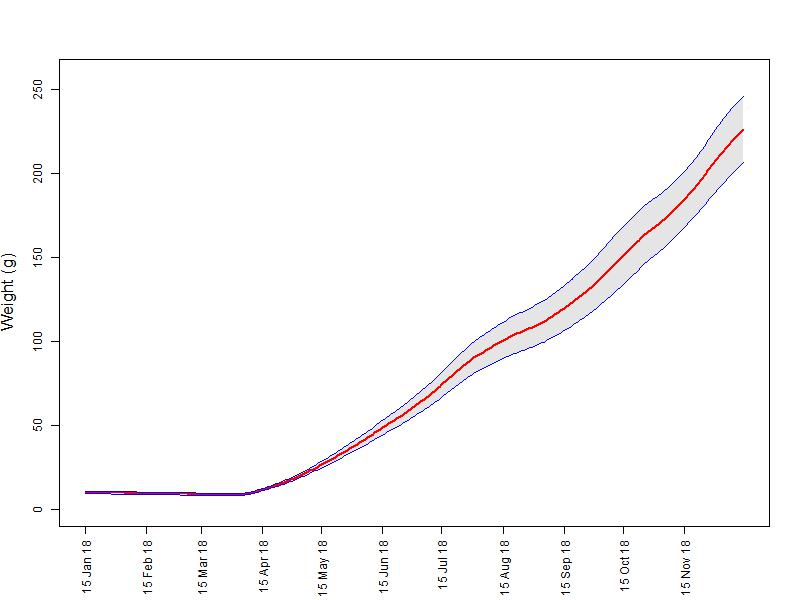 250
200
150
100
50
0
Weight (g)
15 Jan 18
15 Feb 18
15 Mar 18
15 Apr 18
15 May 18
15 Jun 18
15 Jul 18
15 Aug 18
15 Sep 18
15 Oct 18
15 Nov 18